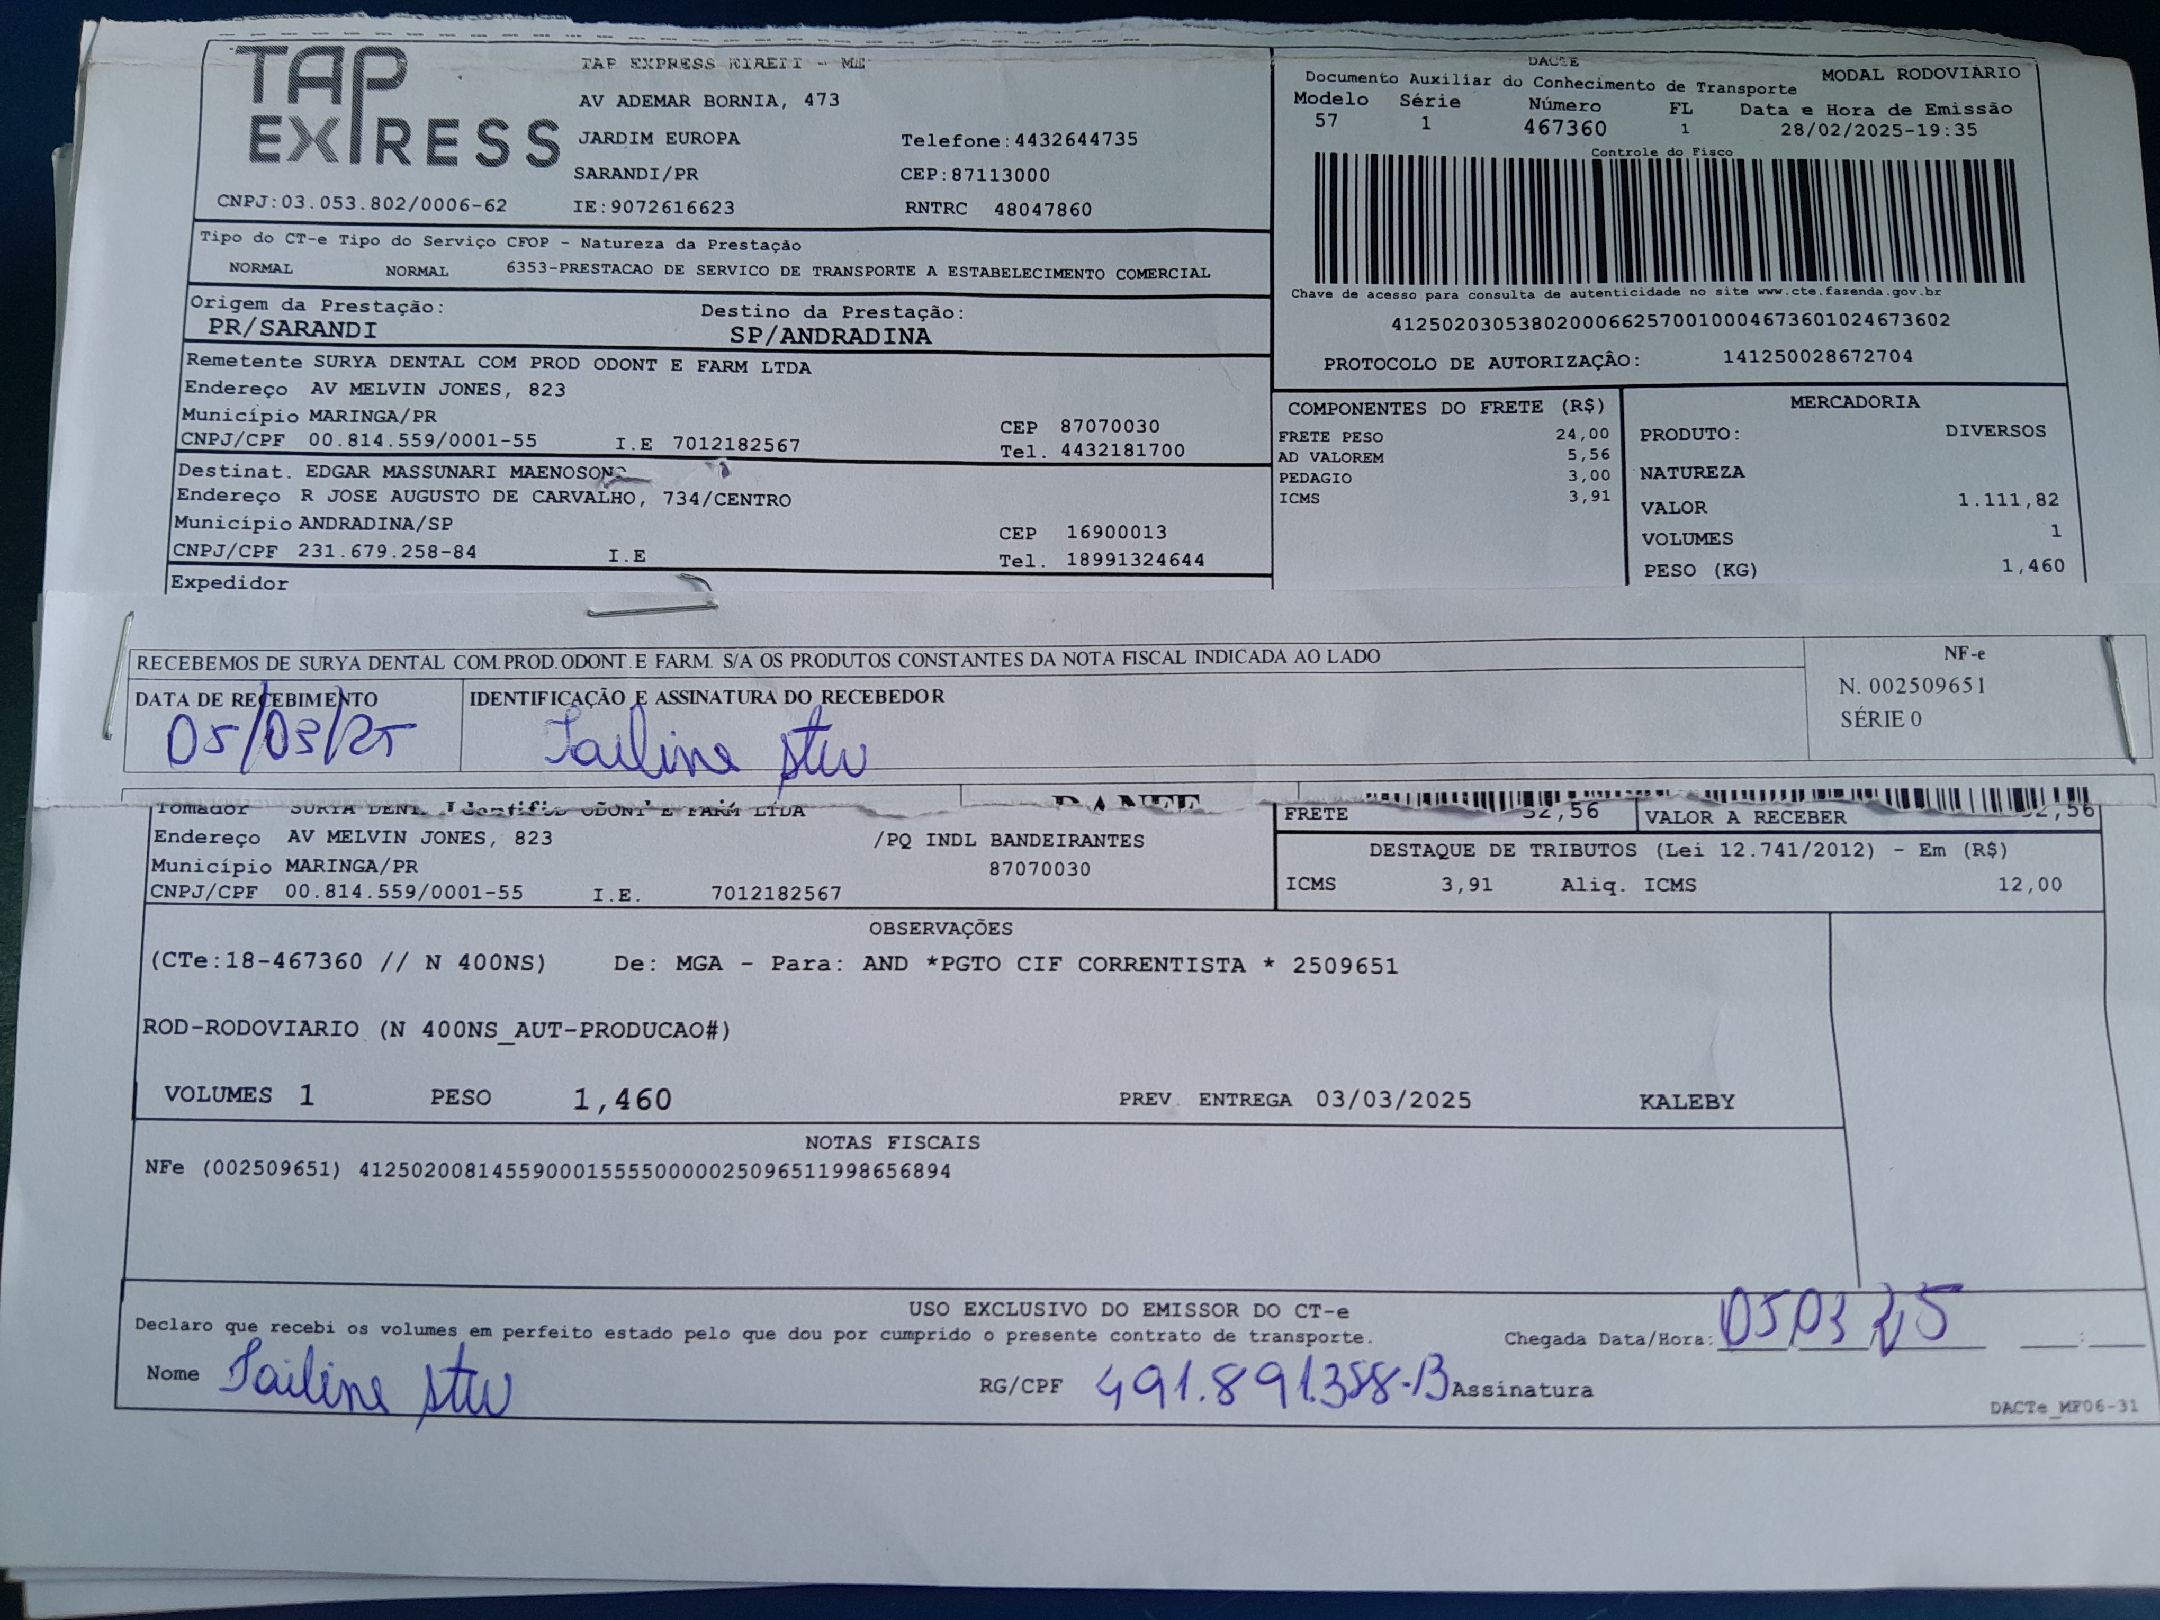 TAP EXPRESS
TAP EXPRESS EIRELI - ME
AV ADEMAR BORNIA, 473
JARDIM EUROPA Telefone:4432644735
SARANDI/PR CEP:87113000
CNPJ:03.053.802/0006-62 IE:9072616623 RNTRC 48047860
DACTE
Documento Auxiliar do Conhecimento de Transporte MODAL RODOVIÁRIO
Modelo Série Número FL Data e Hora de Emissão
57 1 467360 1 28/02/2025-19:35
Controle do Fisco
Chave de acesso para consulta de autenticidade no site www.cte.fazenda.gov.br
41250203053802000662570010004673601024673602
PROTOCOLO DE AUTORIZAÇÃO: 141250028672704
Tipo do CT-e Tipo do Serviço CFOP - Natureza da Prestação
NORMAL NORMAL 6353-PRESTACAO DE SERVICO DE TRANSPORTE A ESTABELECIMENTO COMERCIAL
Origem da Prestação: Destino da Prestação:
PR/SARANDI SP/ANDRADINA
Remetente SURYA DENTAL COM PROD ODONT E FARM LTDA
Endereço AV MELVIN JONES, 823
Município MARINGA/PR CEP 87070030
CNPJ/CPF 00.814.559/0001-55 I.E 7012182567 Tel. 4432181700
Destinat. EDGAR MASSUNARI MAENOSONO
Endereço R JOSE AUGUSTO DE CARVALHO, 734/CENTRO
Município ANDRADINA/SP CEP 16900013
CNPJ/CPF 231.679.258-84 I.E Tel. 18991324644
Expedidor
COMPONENTES DO FRETE (R$)
FRETE PESO 24,00
AD VALOREM 5,56
PEDAGIO 3,00
ICMS 3,91
MERCADORIA
PRODUTO: DIVERSOS
NATUREZA
VALOR 1.111,82
VOLUMES 1
PESO (KG) 1,460
RECEBEMOS DE SURYA DENTAL COM.PROD.ODONT.E FARM. S/A OS PRODUTOS CONSTANTES DA NOTA FISCAL INDICADA AO LADO
DATA DE RECEBIMENTO IDENTIFICAÇÃO E ASSINATURA DO RECEBEDOR
05/03/25 Tailine
NF-e
N. 002509651
SÉRIE 0
DANFE
Tomador SURYA DENT ODONT E FARM LTDA
Endereço AV MELVIN JONES, 823 /PQ INDL BANDEIRANTES
Município MARINGA/PR 87070030
CNPJ/CPF 00.814.559/0001-55 I.E. 7012182567
FRETE 32,56 VALOR A RECEBER 32,56
DESTAQUE DE TRIBUTOS (Lei 12.741/2012) - Em (R$)
ICMS 3,91 Aliq. ICMS 12,00
OBSERVAÇÕES
(CTe:18-467360 // N 400NS) De: MGA - Para: AND *PGTO CIF CORRENTISTA * 2509651
ROD-RODOVIARIO (N 400NS_AUT-PRODUCAO#)
VOLUMES 1 PESO 1,460 PREV. ENTREGA 03/03/2025 KALEBY
NOTAS FISCAIS
NFe (002509651) 41250200814559000155550000025096511998656894
USO EXCLUSIVO DO EMISSOR DO CT-e
Declaro que recebi os volumes em perfeito estado pelo que dou por cumprido o presente contrato de transporte. Chegada Data/Hora: 05 03 25 :
Nome Tailine RG/CPF 491.891.358-13 Assinatura
DACTe_MF06-31